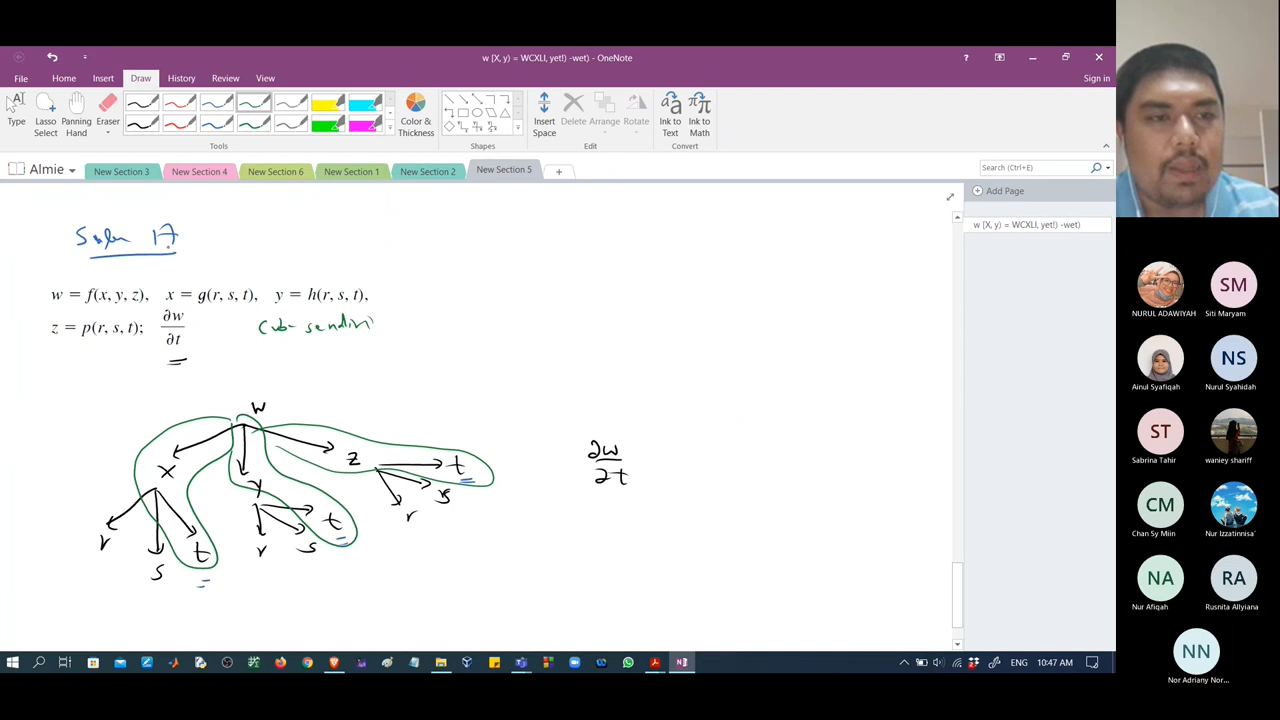 w [X, y) = WCXLI, yet!) -wet) - OneNote
File Home Insert Draw History Review View Sign in
Type
Lasso Select
Panning Hand
Eraser
Color & Thickness
Insert Space
Delete
Arrange
Rotate
Ink to Text
Ink to Math
Tools Shapes Edit Convert
Almie New Section 3 New Section 4 New Section 6 New Section 1 New Section 2 New Section 5 Search (Ctrl+E)
Add Page
w [X, y) = WCXLI, yet!) -wet)
17
w = f(x, y, z), x = g(r, s, t), y = h(r, s, t),
z = p(r, s, t); ∂w/∂t
cuba sendiri
w
x
y
z
t
s
r
r
s
t
r
s
t
∂w/∂t
NURUL ADAWIYAH
SM
Siti Maryam
Ainul Syafiqah
NS
Nurul Syahidah
ST
Sabrina Tahir
waniey shariff
CM
Chan Sy Miin
Nur Izzatinnisa'
NA
Nur Afiqah
RA
Rusnita Allyiana
NN
Nor Adriany Nor...
ENG 10:47 AM